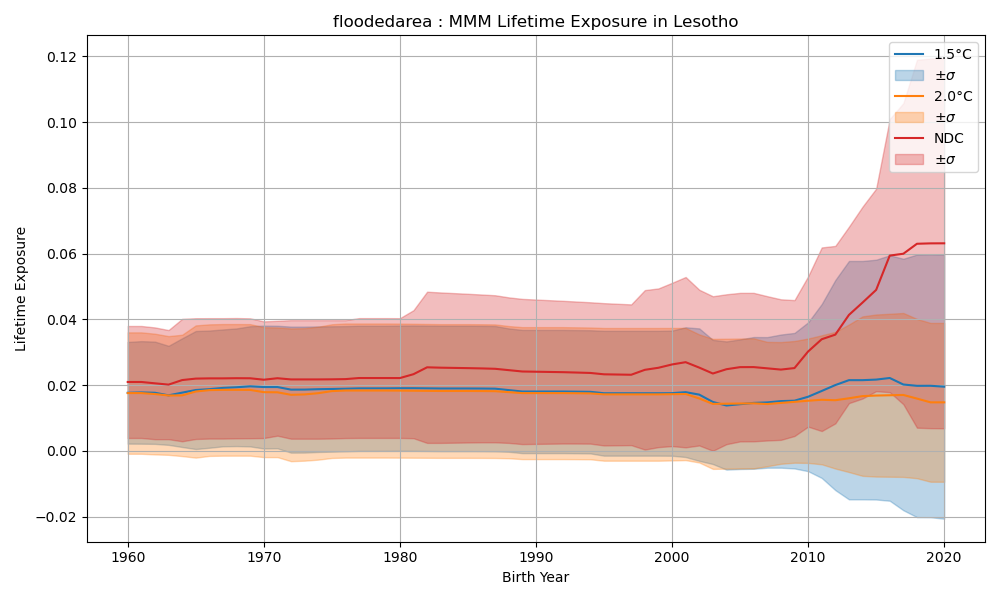 floodedarea : MMM Lifetime Exposure in Lesotho
Lifetime Exposure
0.12
0.10
0.08
0.06
0.04
0.02
0.00
−0.02
1.5°C
±σ
2.0°C
±σ
NDC
±σ
1960 1970 1980 1990 2000 2010 2020
Birth Year